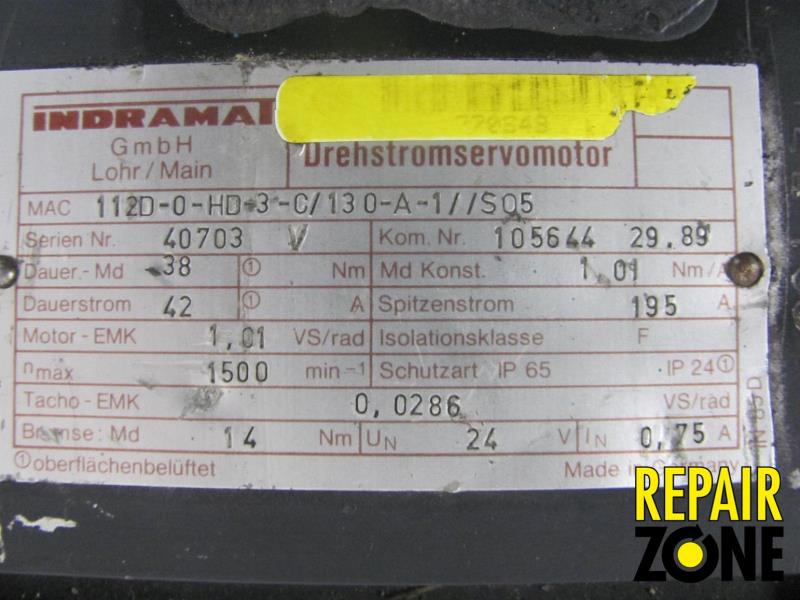 INDRAMAT
GmbH
Lohr/Main
Drehstromservomotor
MAC 112D-0-HD-3-C/130-A-1//S05
Serien Nr. 40703 V Kom. Nr. 105644 29.89
Dauer.-Md 38 ① Nm Md Konst. 1,01 Nm/A
Dauerstrom 42 ① A Spitzenstrom 195 A
Motor-EMK 1,01 VS/rad Isolationsklasse F
n max 1500 min-1 Schutzart IP 65 IP 24①
Tacho-EMK 0,0286 VS/rad
Bremse: Md 14 Nm UN 24 V IN 0,75 A
①oberflächenbelüftet Made in Germany
REPAIR
ZONE